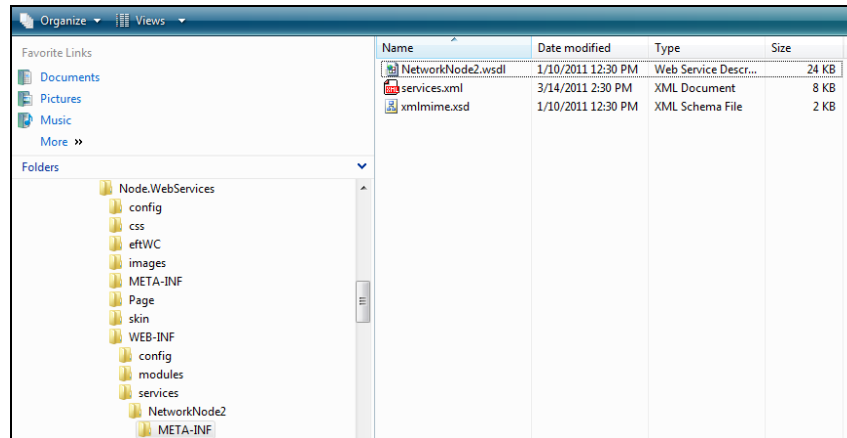 Organize Views
Favorite Links
Documents
Pictures
Music
More »
Folders
Node.WebServices
config
css
eftWC
images
META-INF
Page
skin
WEB-INF
config
modules
services
NetworkNode2
META-INF
Name Date modified Type Size
NetworkNode2.wsdl 1/10/2011 12:30 PM Web Service Descr... 24 KB
services.xml 3/14/2011 2:30 PM XML Document 8 KB
xmlmime.xsd 1/10/2011 12:30 PM XML Schema File 2 KB